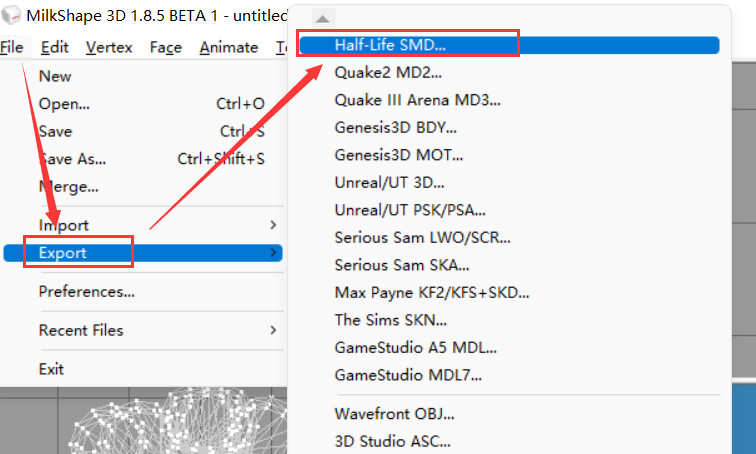 MilkShape 3D 1.8.5 BETA 1 - untitled
File Edit Vertex Face Animate
New
Open... Ctrl+O
Save Ctrl+S
Save As... Ctrl+Shift+S
Merge...
Import
Export
Preferences...
Recent Files
Exit
Half-Life SMD...
Quake2 MD2...
Quake III Arena MD3...
Genesis3D BDY...
Genesis3D MOT...
Unreal/UT 3D...
Unreal/UT PSK/PSA...
Serious Sam LWO/SCR...
Serious Sam SKA...
Max Payne KF2/KFS+SKD...
The Sims SKN...
GameStudio A5 MDL...
GameStudio MDL7...
Wavefront OBJ...
3D Studio ASC...